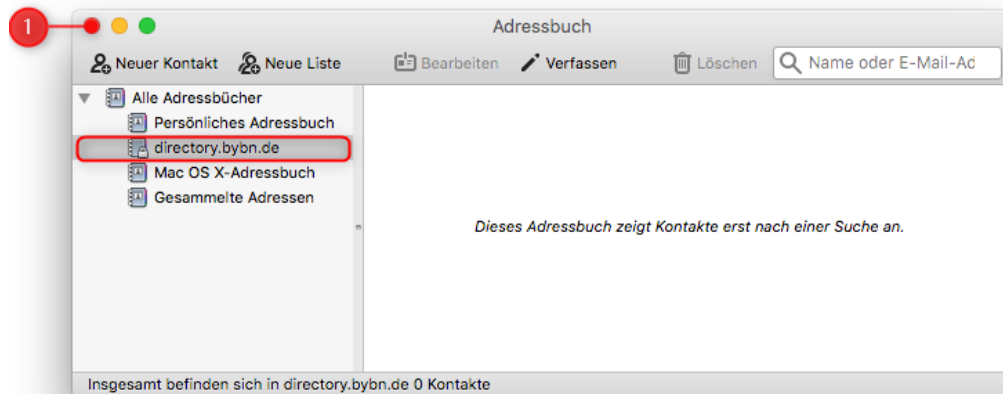 1
Adressbuch
Neuer Kontakt Neue Liste Bearbeiten Verfassen Löschen Name oder E-Mail-Ad
Alle Adressbücher
Persönliches Adressbuch
directory.bybn.de
Mac OS X-Adressbuch
Gesammelte Adressen
Dieses Adressbuch zeigt Kontakte erst nach einer Suche an.
Insgesamt befinden sich in directory.bybn.de 0 Kontakte